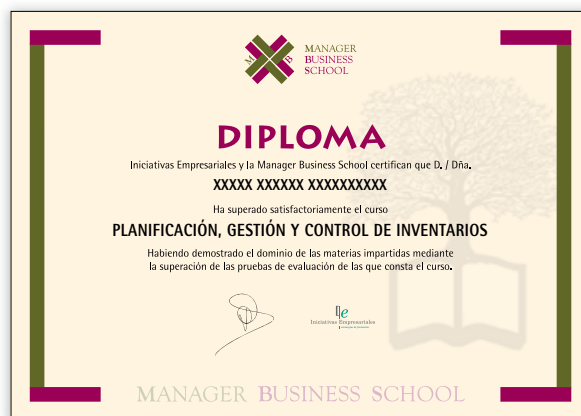 M B
MANAGER
BUSINESS
SCHOOL
DIPLOMA
Iniciativas Empresariales y la Manager Business School certifican que D. / Dña.
XXXXX XXXXXX XXXXXXXXXX
Ha superado satisfactoriamente el curso
PLANIFICACIÓN, GESTIÓN Y CONTROL DE INVENTARIOS
Habiendo demostrado el dominio de las materias impartidas mediante
la superación de las pruebas de evaluación de las que consta el curso.
Iniciativas Empresariales
MANAGER BUSINESS SCHOOL